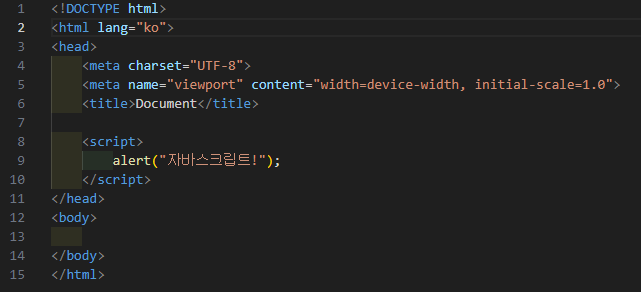 1 <!DOCTYPE html>
2 <html lang="ko">
3 <head>
4     <meta charset="UTF-8">
5     <meta name="viewport" content="width=device-width, initial-scale=1.0">
6     <title>Document</title>
7
8     <script>
9         alert("자바스크립트!");
10     </script>
11 </head>
12 <body>
13
14 </body>
15 </html>